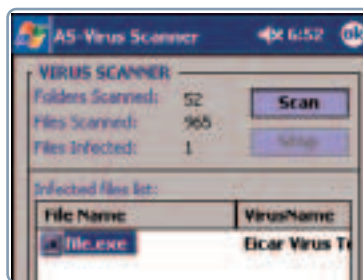 AS-Virus Scanner 6:52 ok
VIRUS SCANNER
Folders Scanned: 52 Scan
Files Scanned: 965
Files Infected: 1 Stop
Infected files list:
File Name VirusName
file.exe Eicar Virus